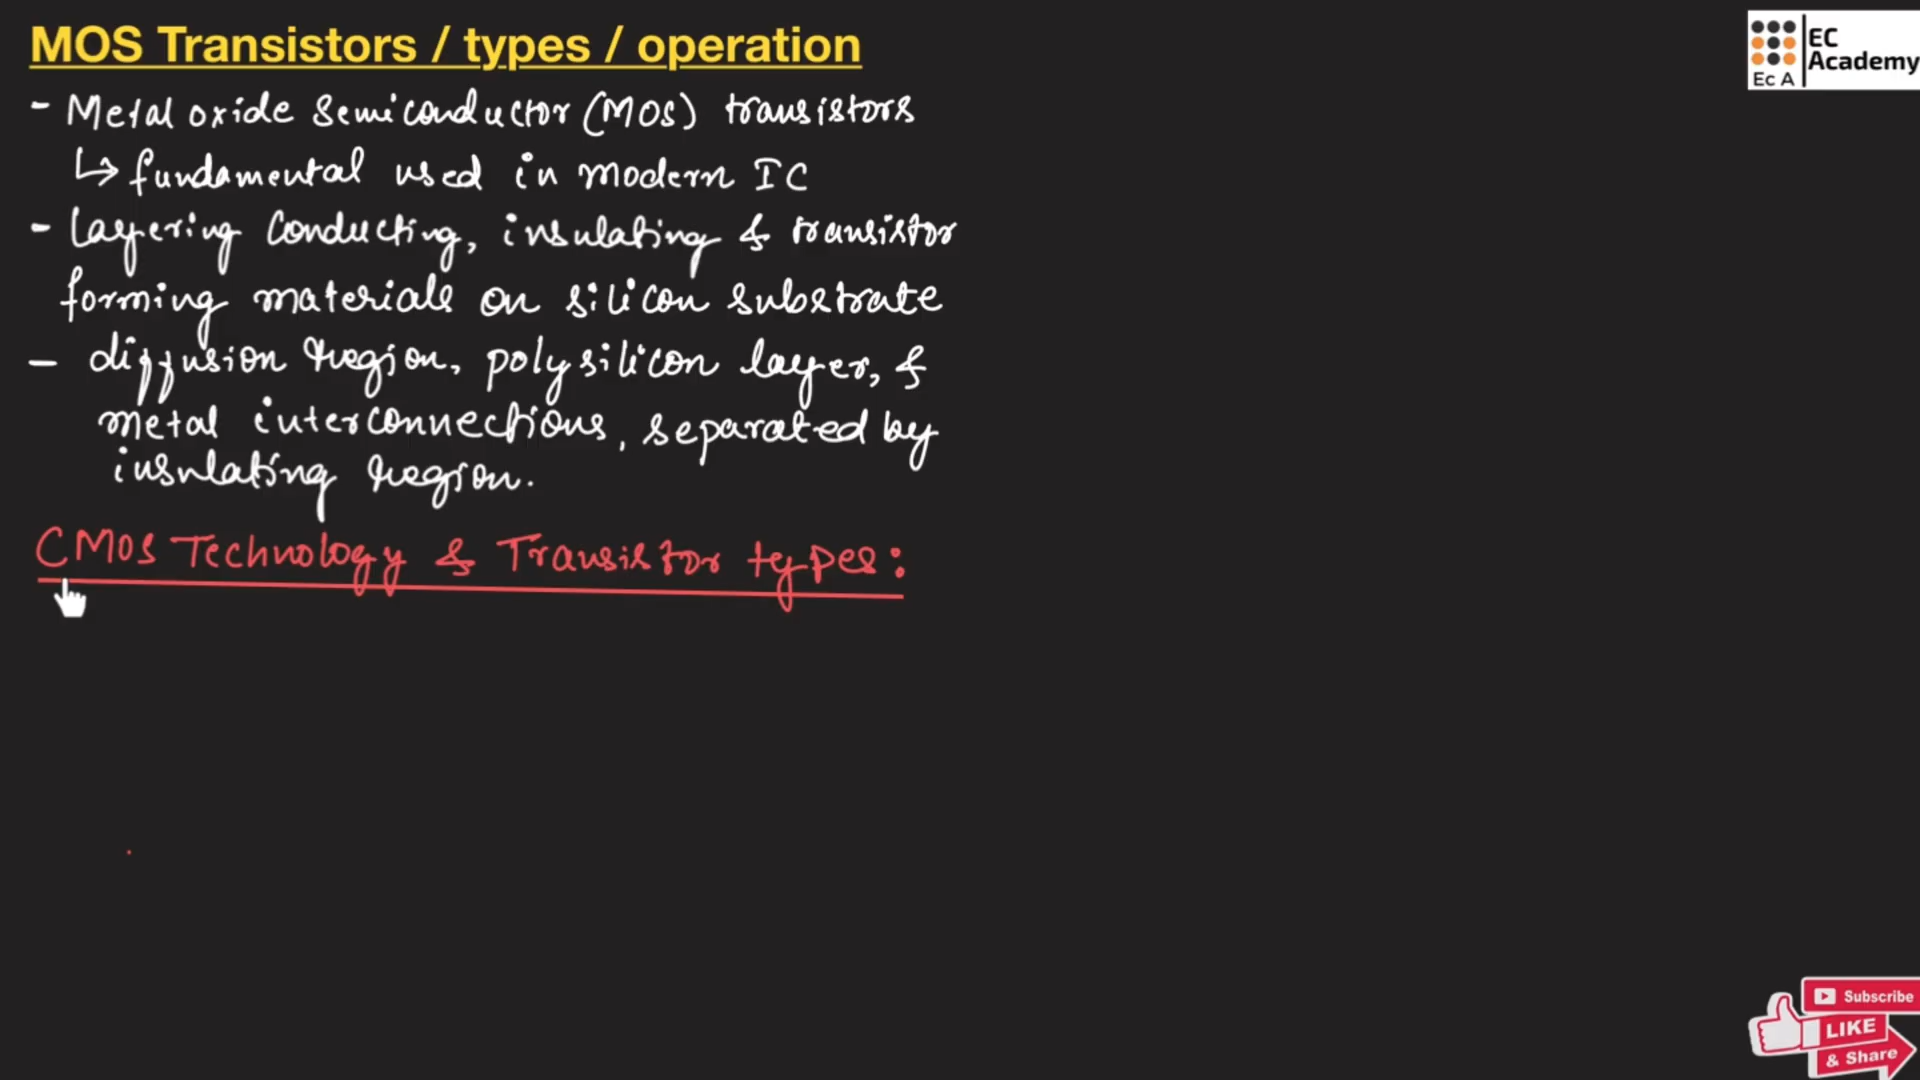 MOS Transistors / types / operation
EC
Academy
Ec A
- Metal oxide semiconductor (MOS) transistors
↳ fundamental used in modern IC
- Layering conducting, insulating & transistor
forming materials on silicon substrate
- diffusion region, polysilicon layer, &
metal interconnections, separated by
insulating region.
CMOS Technology & Transistor types:
Subscribe
LIKE
& Share